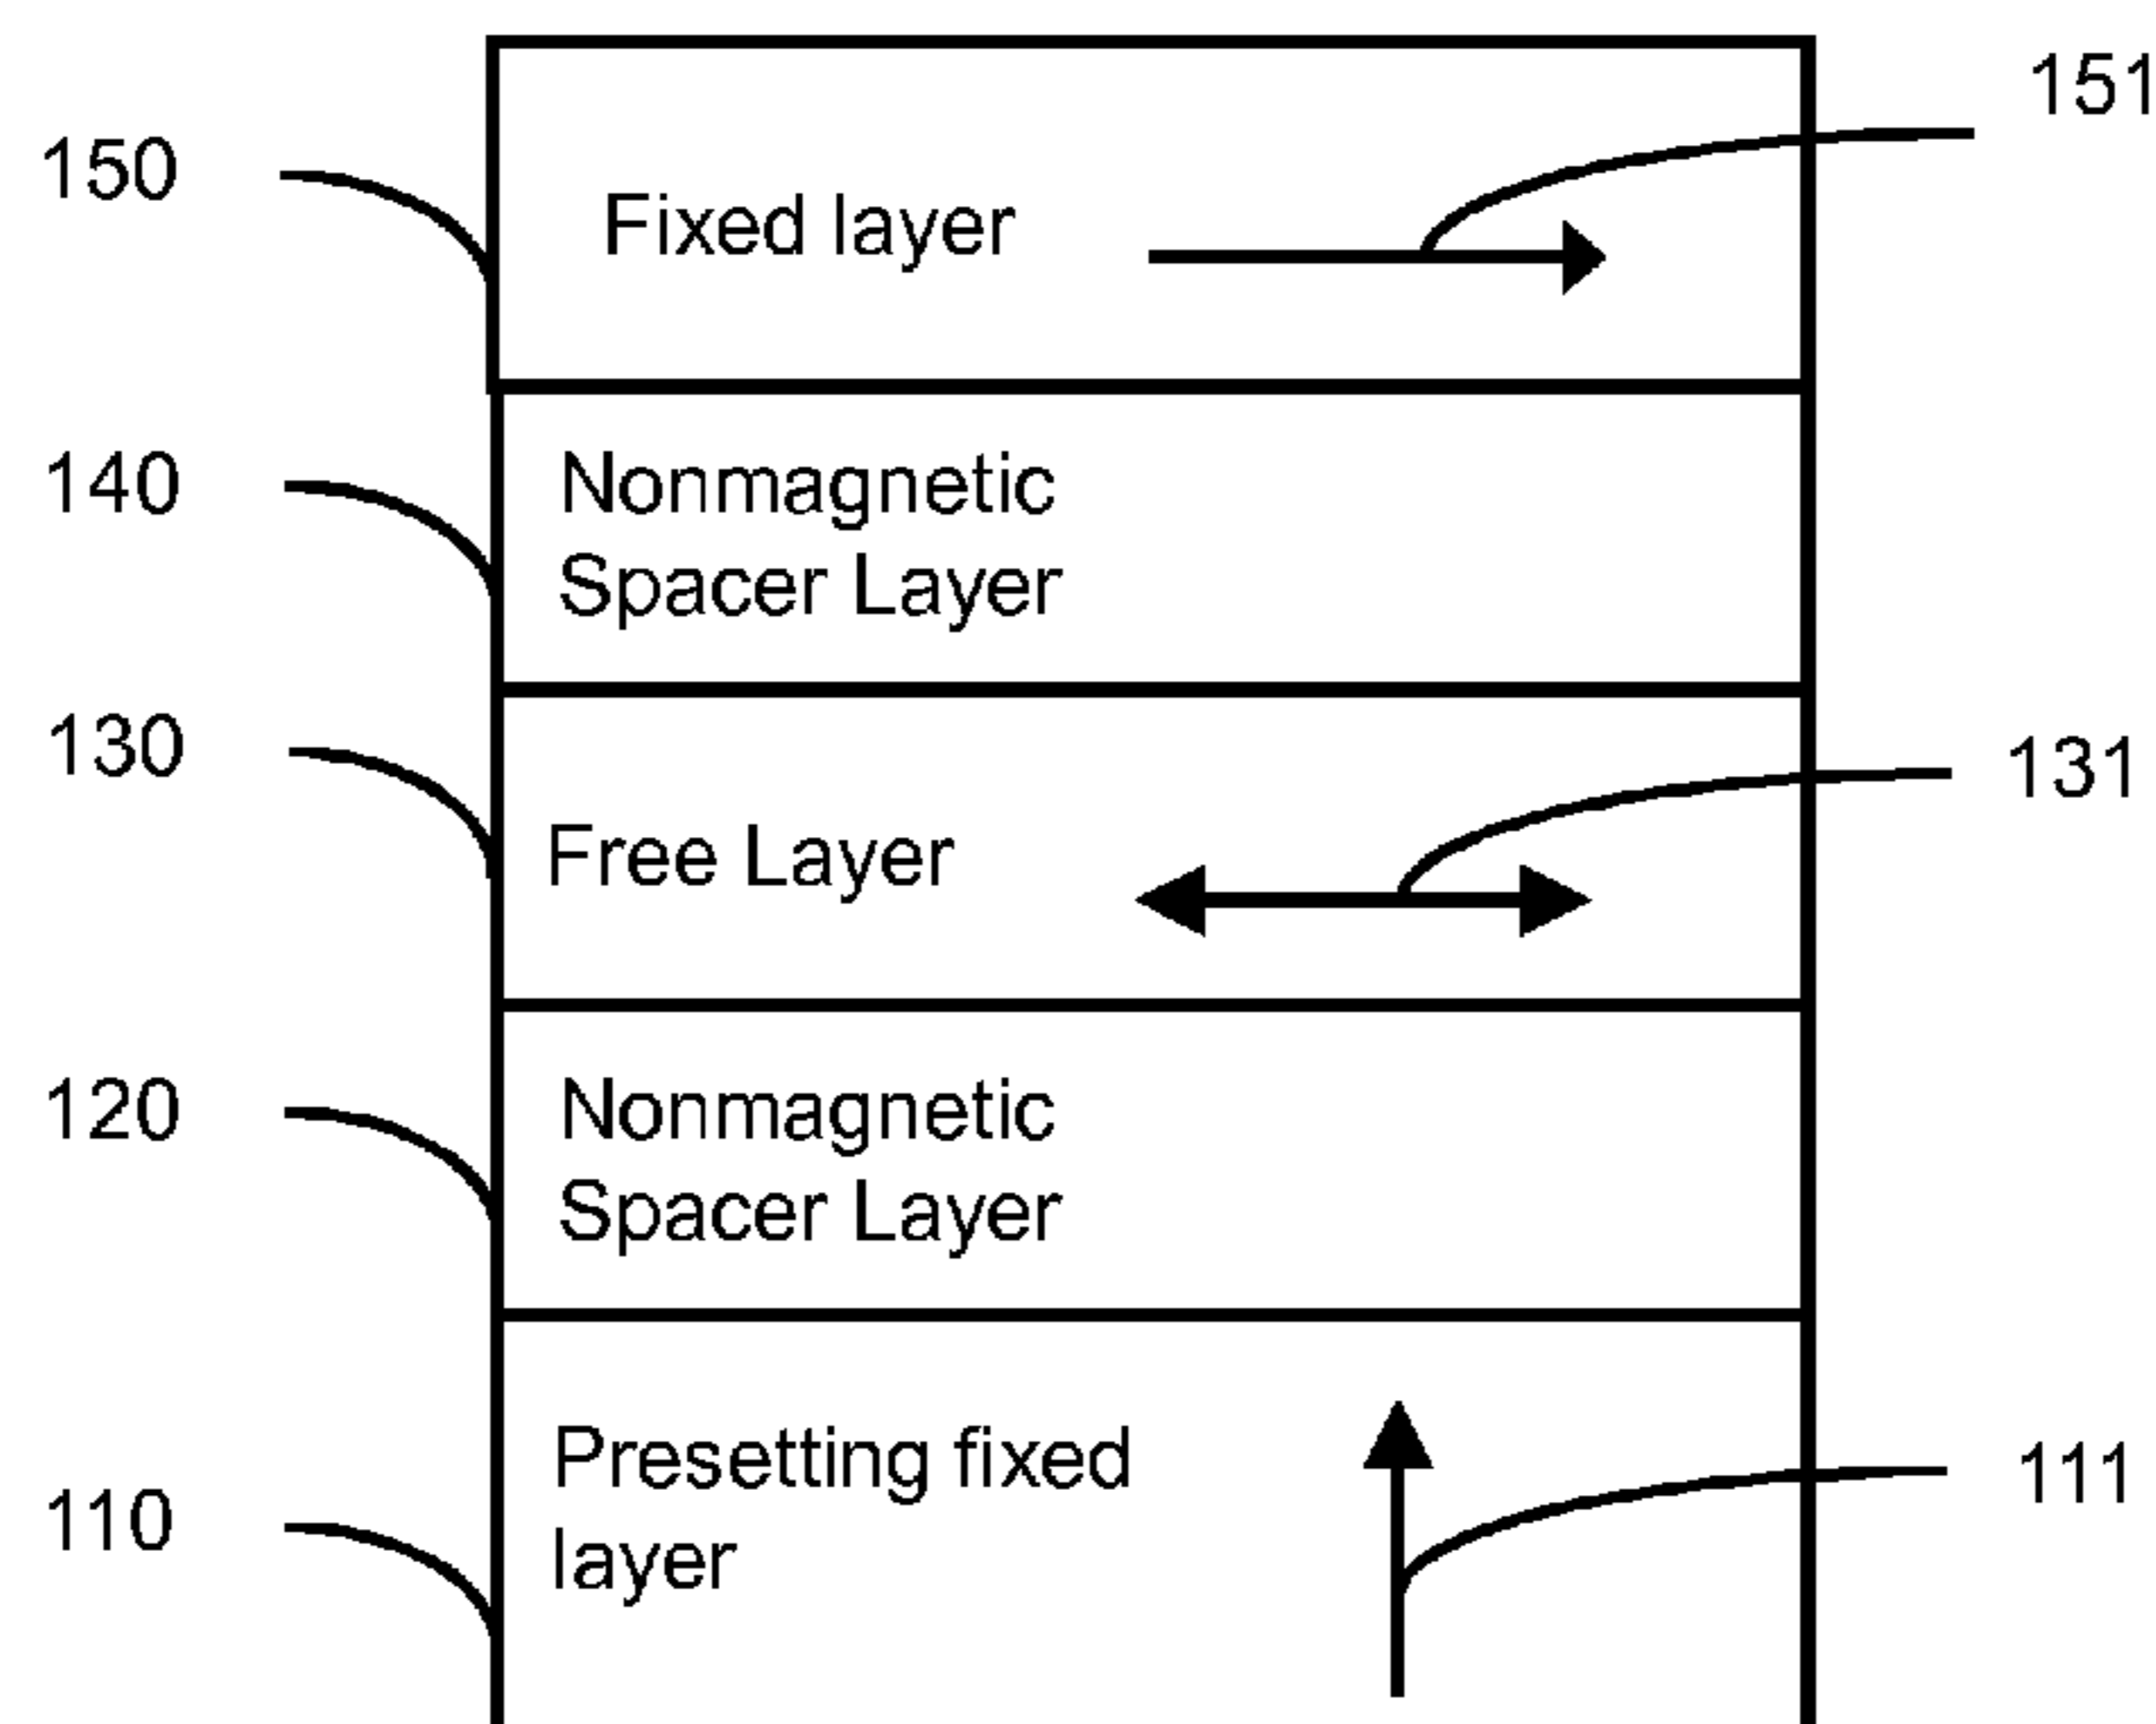 151
150
Fixed layer
140
Nonmagnetic
Spacer Layer
130
131
Free Layer
120
Nonmagnetic
Spacer Layer
110
Presetting fixed
layer
111